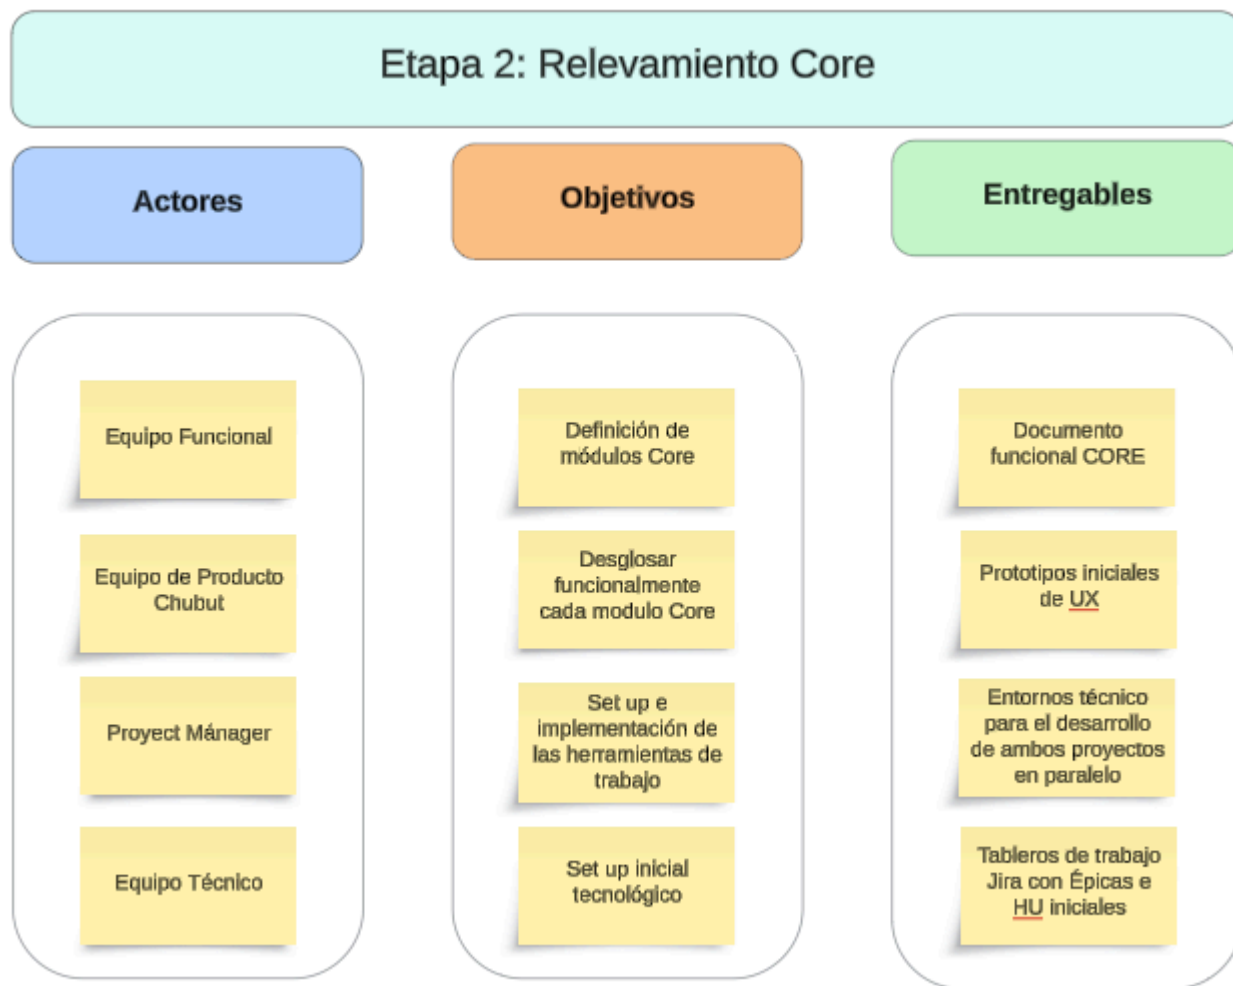 Etapa 2: Relevamiento Core
Actores
Objetivos
Entregables
Equipo Funcional
Equipo de Producto
Chubut
Proyect Mánager
Equipo Técnico
Definición de
módulos Core
Desglosar
funcionalmente
cada modulo Core
Set up e
implementación de
las herramientas de
trabajo
Set up inicial
tecnológico
Documento
funcional CORE
Prototipos iniciales
de UX
Entornos técnico
para el desarrollo
de ambos proyectos
en paralelo
Tableros de trabajo
Jira con Épicas e
HU iniciales